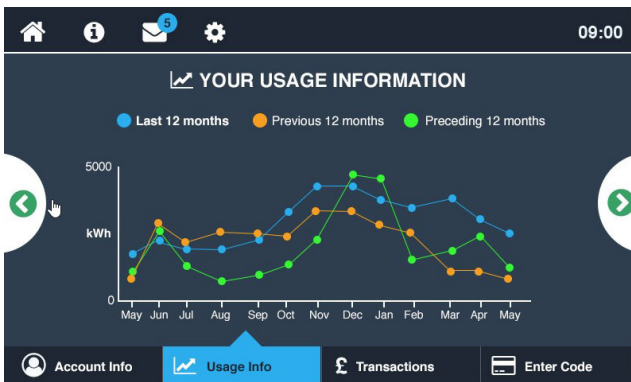 5
09:00
YOUR USAGE INFORMATION
Last 12 months Previous 12 months Preceding 12 months
5000
kWh
0
May Jun Jul Aug Sep Oct Nov Dec Jan Feb Mar Apr May
Account Info Usage Info £ Transactions Enter Code